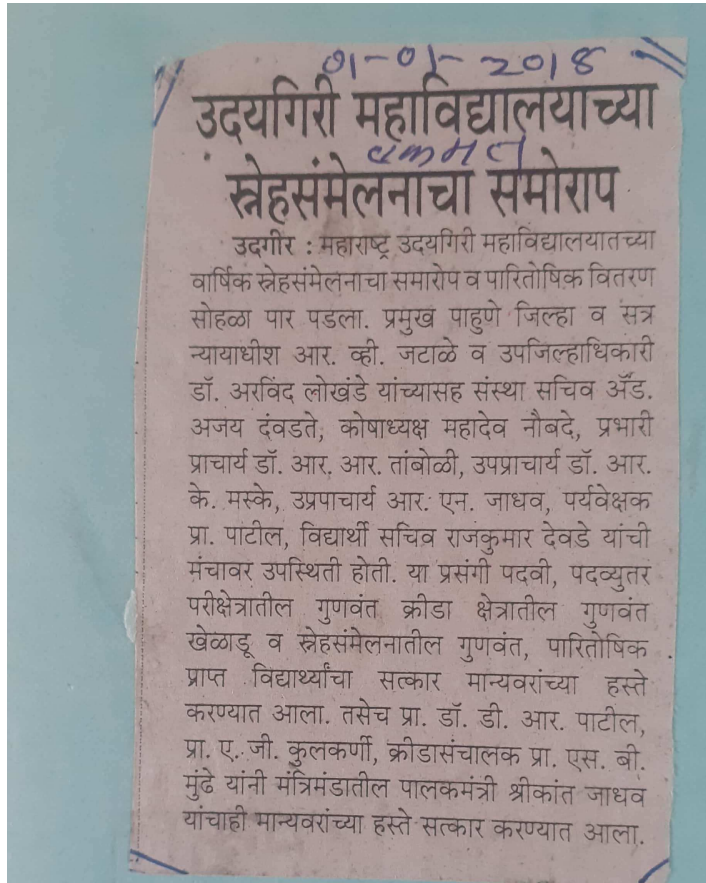 01-01-2018
उदयगिरी महाविद्यालयाच्या
एकमत
स्नेहसंमेलनाचा समोराप
उदगीर : महाराष्ट्र उदयगिरी महाविद्यालयातच्या
वार्षिक स्नेहसंमेलनाचा समारोप व पारितोषिक वितरण
सोहळा पार पडला. प्रमुख पाहुणे जिल्हा व सत्र
न्यायाधीश आर. व्ही. जटाळे व उपजिल्हाधिकारी
डॉ. अरविंद लोखंडे यांच्यासह संस्था सचिव ॲड.
अजय दंवडते, कोषाध्यक्ष महादेव नौबदे, प्रभारी
प्राचार्य डॉ. आर. आर. तांबोळी, उपप्राचार्य डॉ. आर.
के. मस्के, उप्रपाचार्य आर. एन. जाधव, पर्यवेक्षक
प्रा. पाटील, विद्यार्थी सचिव राजकुमार देवडे यांची
मंचावर उपस्थिती होती. या प्रसंगी पदवी, पदव्युतर
परीक्षेत्रातील गुणवंत क्रीडा क्षेत्रातील गुणवंत
खेळाडू व स्नेहसंमेलनातील गुणवंत, पारितोषिक
प्राप्त विद्यार्थ्यांचा सत्कार मान्यवरांच्या हस्ते
करण्यात आला. तसेच प्रा. डॉ. डी. आर. पाटील,
प्रा. ए. जी. कुलकर्णी, क्रीडासंचालक प्रा. एस. बी.
मुंढे यांनी मंत्रिमंडातील पालकमंत्री श्रीकांत जाधव
यांचाही मान्यवरांच्या हस्ते सत्कार करण्यात आला.